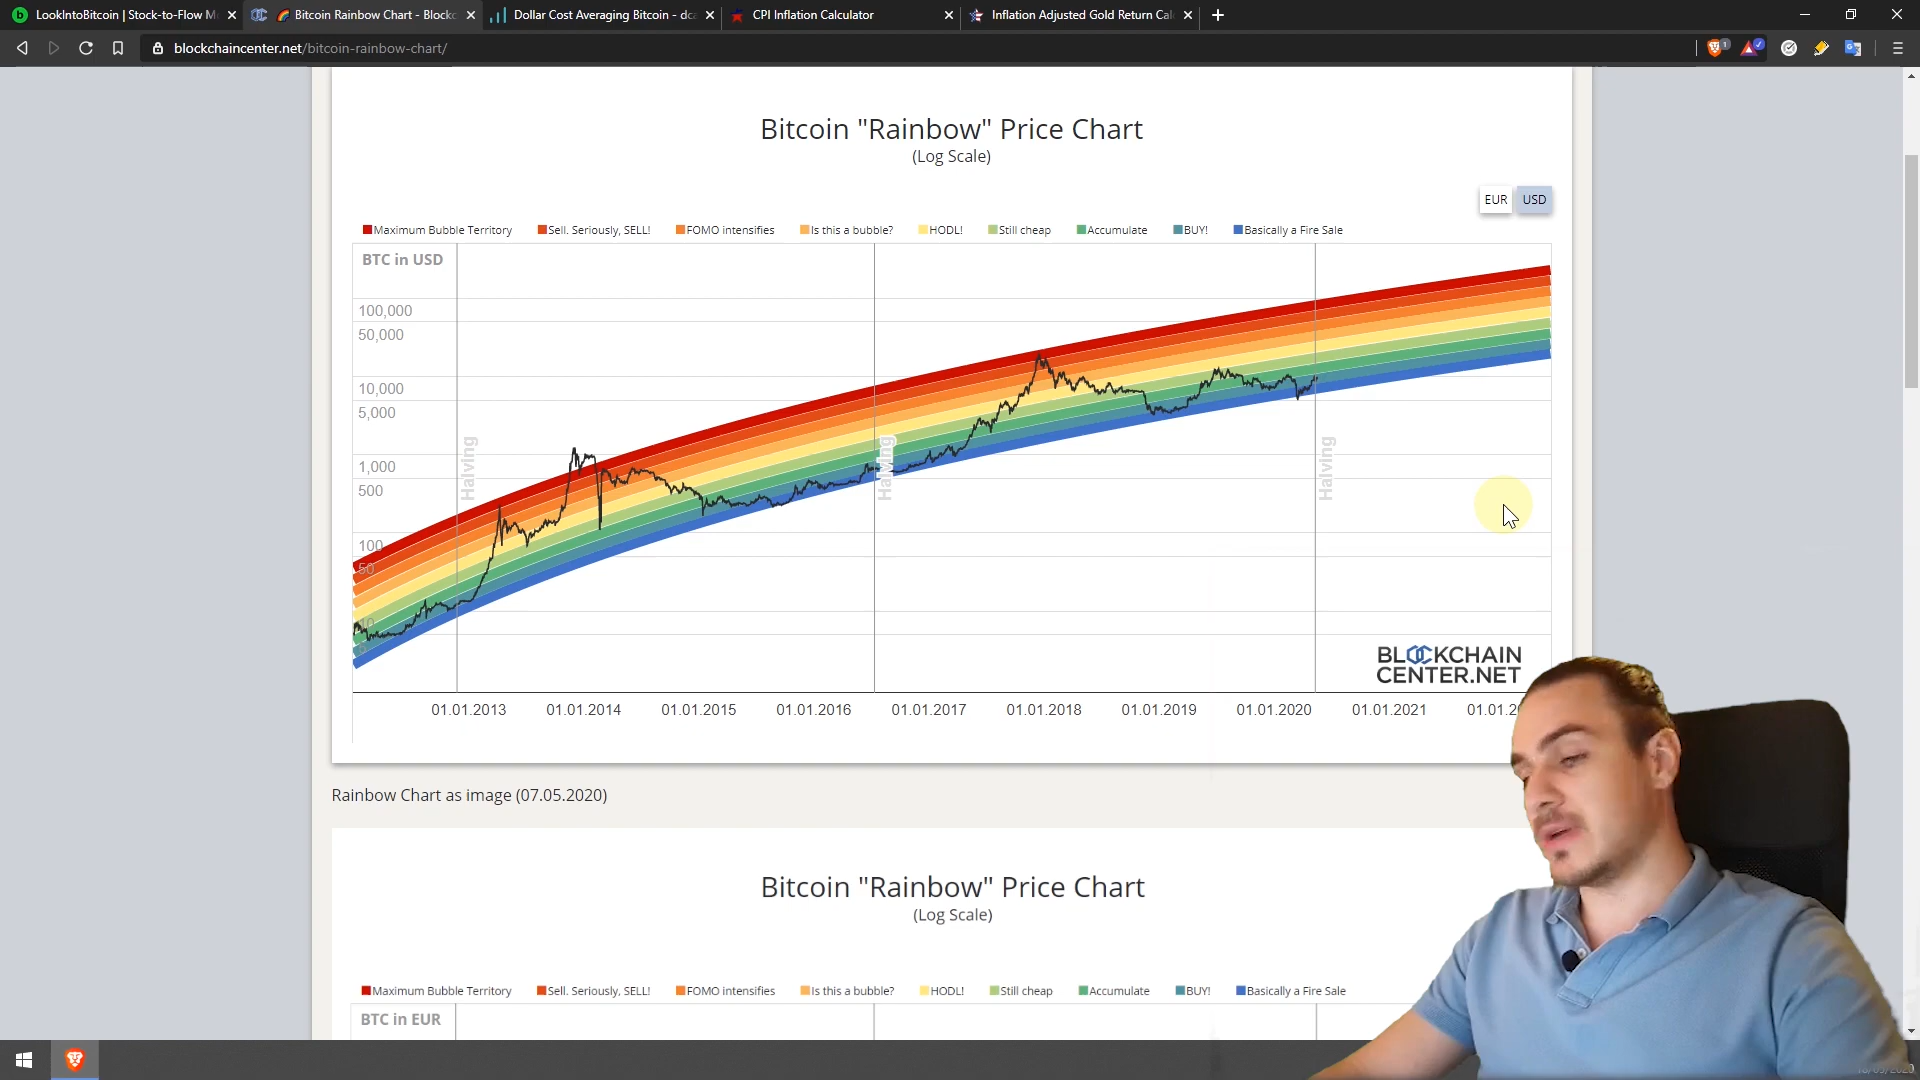 LookIntoBitcoin | Stock-to-Flow M
Bitcoin Rainbow Chart - Blockc
Dollar Cost Averaging Bitcoin - dca
CPI Inflation Calculator
Inflation Adjusted Gold Return Cal
blockchaincenter.net/bitcoin-rainbow-chart/
Bitcoin "Rainbow" Price Chart
(Log Scale)
EUR USD
Maximum Bubble Territory Sell. Seriously, SELL! FOMO intensifies Is this a bubble? HODL! Still cheap Accumulate BUY! Basically a Fire Sale
BTC in USD
100,000
50,000
10,000
5,000
1,000
500
100
50
10
Halving
Halving
Halving
BLOCKCHAIN
CENTER.NET
01.01.2013 01.01.2014 01.01.2015 01.01.2016 01.01.2017 01.01.2018 01.01.2019 01.01.2020 01.01.2021 01.01.2
Rainbow Chart as image (07.05.2020)
Bitcoin "Rainbow" Price Chart
(Log Scale)
Maximum Bubble Territory Sell. Seriously, SELL! FOMO intensifies Is this a bubble? HODL! Still cheap Accumulate BUY! Basically a Fire Sale
BTC in EUR